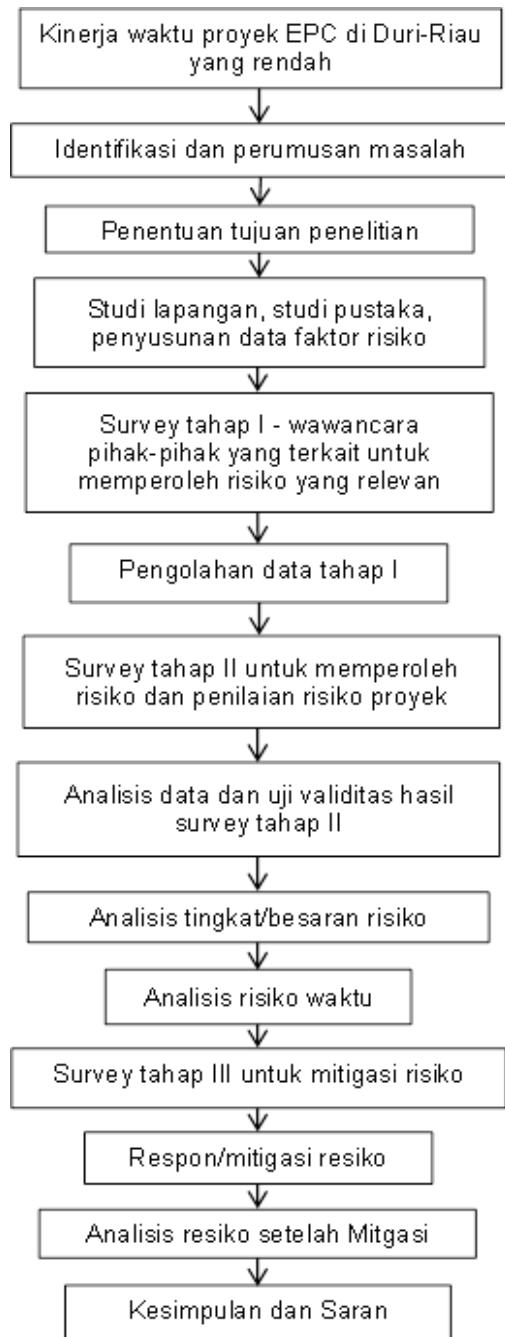 Kinerja waktu proyek EPC di Duri-Riau
yang rendah
Identifikasi dan perumusan masalah
Penentuan tujuan penelitian
Studi lapangan, studi pustaka,
penyusunan data faktor risiko
Survey tahap I - wawancara
pihak-pihak yang terkait untuk
memperoleh risiko yang relevan
Pengolahan data tahap I
Survey tahap II untuk memperoleh
risiko dan penilaian risiko proyek
Analisis data dan uji validitas hasil
survey tahap II
Analisis tingkat/besaran risiko
Analisis risiko waktu
Survey tahap III untuk mitigasi risiko
Respon/mitigasi resiko
Analisis resiko setelah Mitgasi
Kesimpulan dan Saran